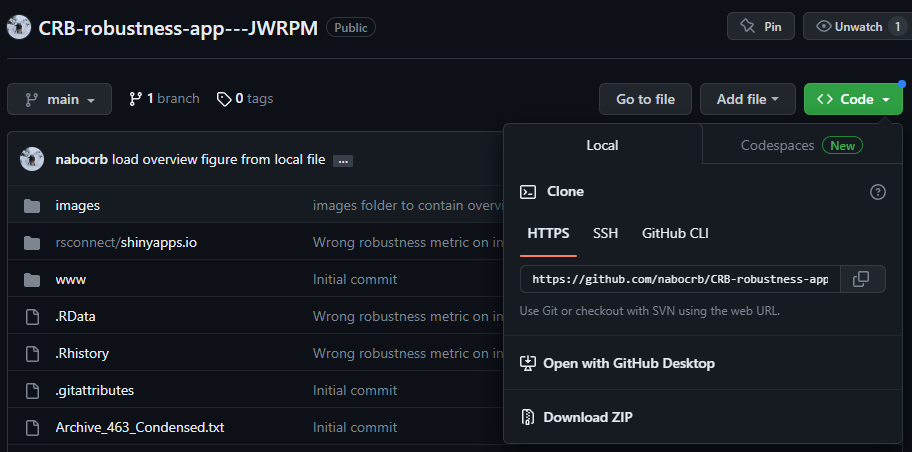 CRB-robustness-app---JWRPM Public Pin Unwatch 1
main 1 branch 0 tags Go to file Add file <> Code
nabocrb load overview figure from local file ...
Local Codespaces New
Clone
images images folder to contain overvi
HTTPS SSH GitHub CLI
rsconnect/shinyapps.io Wrong robustness metric on in
www Initial commit
https://github.com/nabocrb/CRB-robustness-app
.RData Wrong robustness metric on in
Use Git or checkout with SVN using the web URL.
.Rhistory Wrong robustness metric on in
Open with GitHub Desktop
.gitattributes Initial commit
Download ZIP
Archive_463_Condensed.txt Initial commit